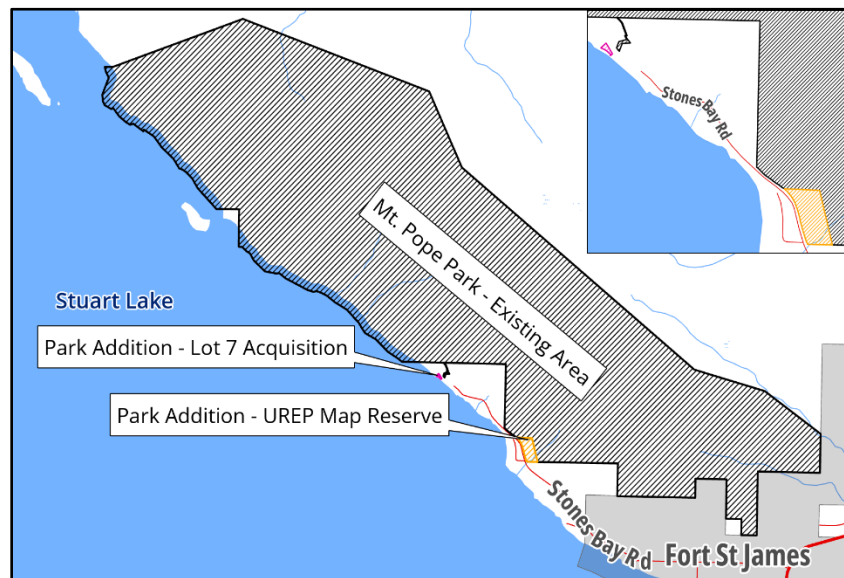 Stones Bay Rd
Mt. Pope Park - Existing Area
Stuart Lake
Park Addition - Lot 7 Acquisition
Park Addition - UREP Map Reserve
Stones Bay Rd
Fort St James